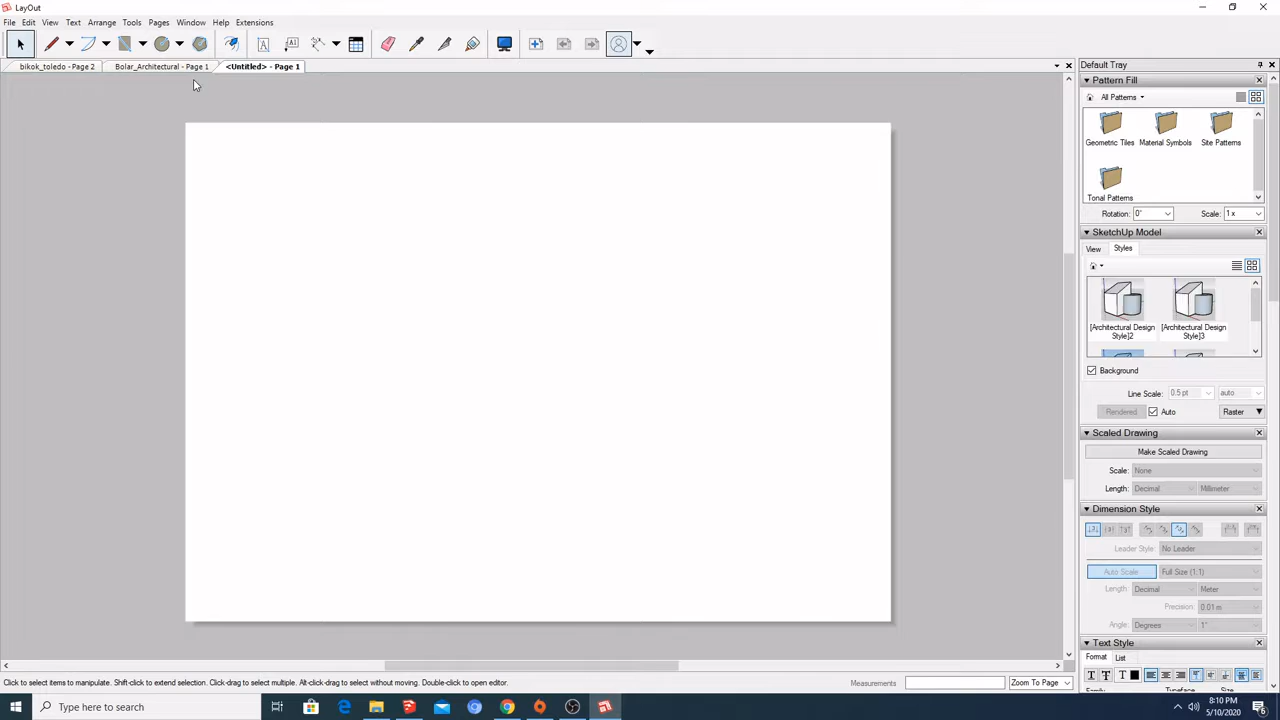 LayOut
File Edit View Text Arrange Tools Pages Window Help Extensions
bikok_toledo - Page 2 Bolar_Architectural - Page 1 <Untitled> - Page 1
Default Tray
Pattern Fill
All Patterns
Geometric Tiles Material Symbols Site Patterns
Tonal Patterns
Rotation: 0° Scale: 1 x
SketchUp Model
View Styles
[Architectural Design Style]2 [Architectural Design Style]3
Background
Line Scale: 0.5 pt auto
Rendered Auto Raster
Scaled Drawing
Make Scaled Drawing
Scale: None
Length: Decimal Millimeter
Dimension Style
Leader Style: No Leader
Auto Scale Full Size (1:1)
Length: Decimal Meter
Precision: 0.01 m
Angle: Degrees 1°
Text Style
Format List
Click to select items to manipulate. Shift-click to extend selection. Click-drag to select multiple. Alt-click-drag to select without moving. Double-click to open editor.
Measurements Zoom To Page
Type here to search
8:10 PM
5/10/2020